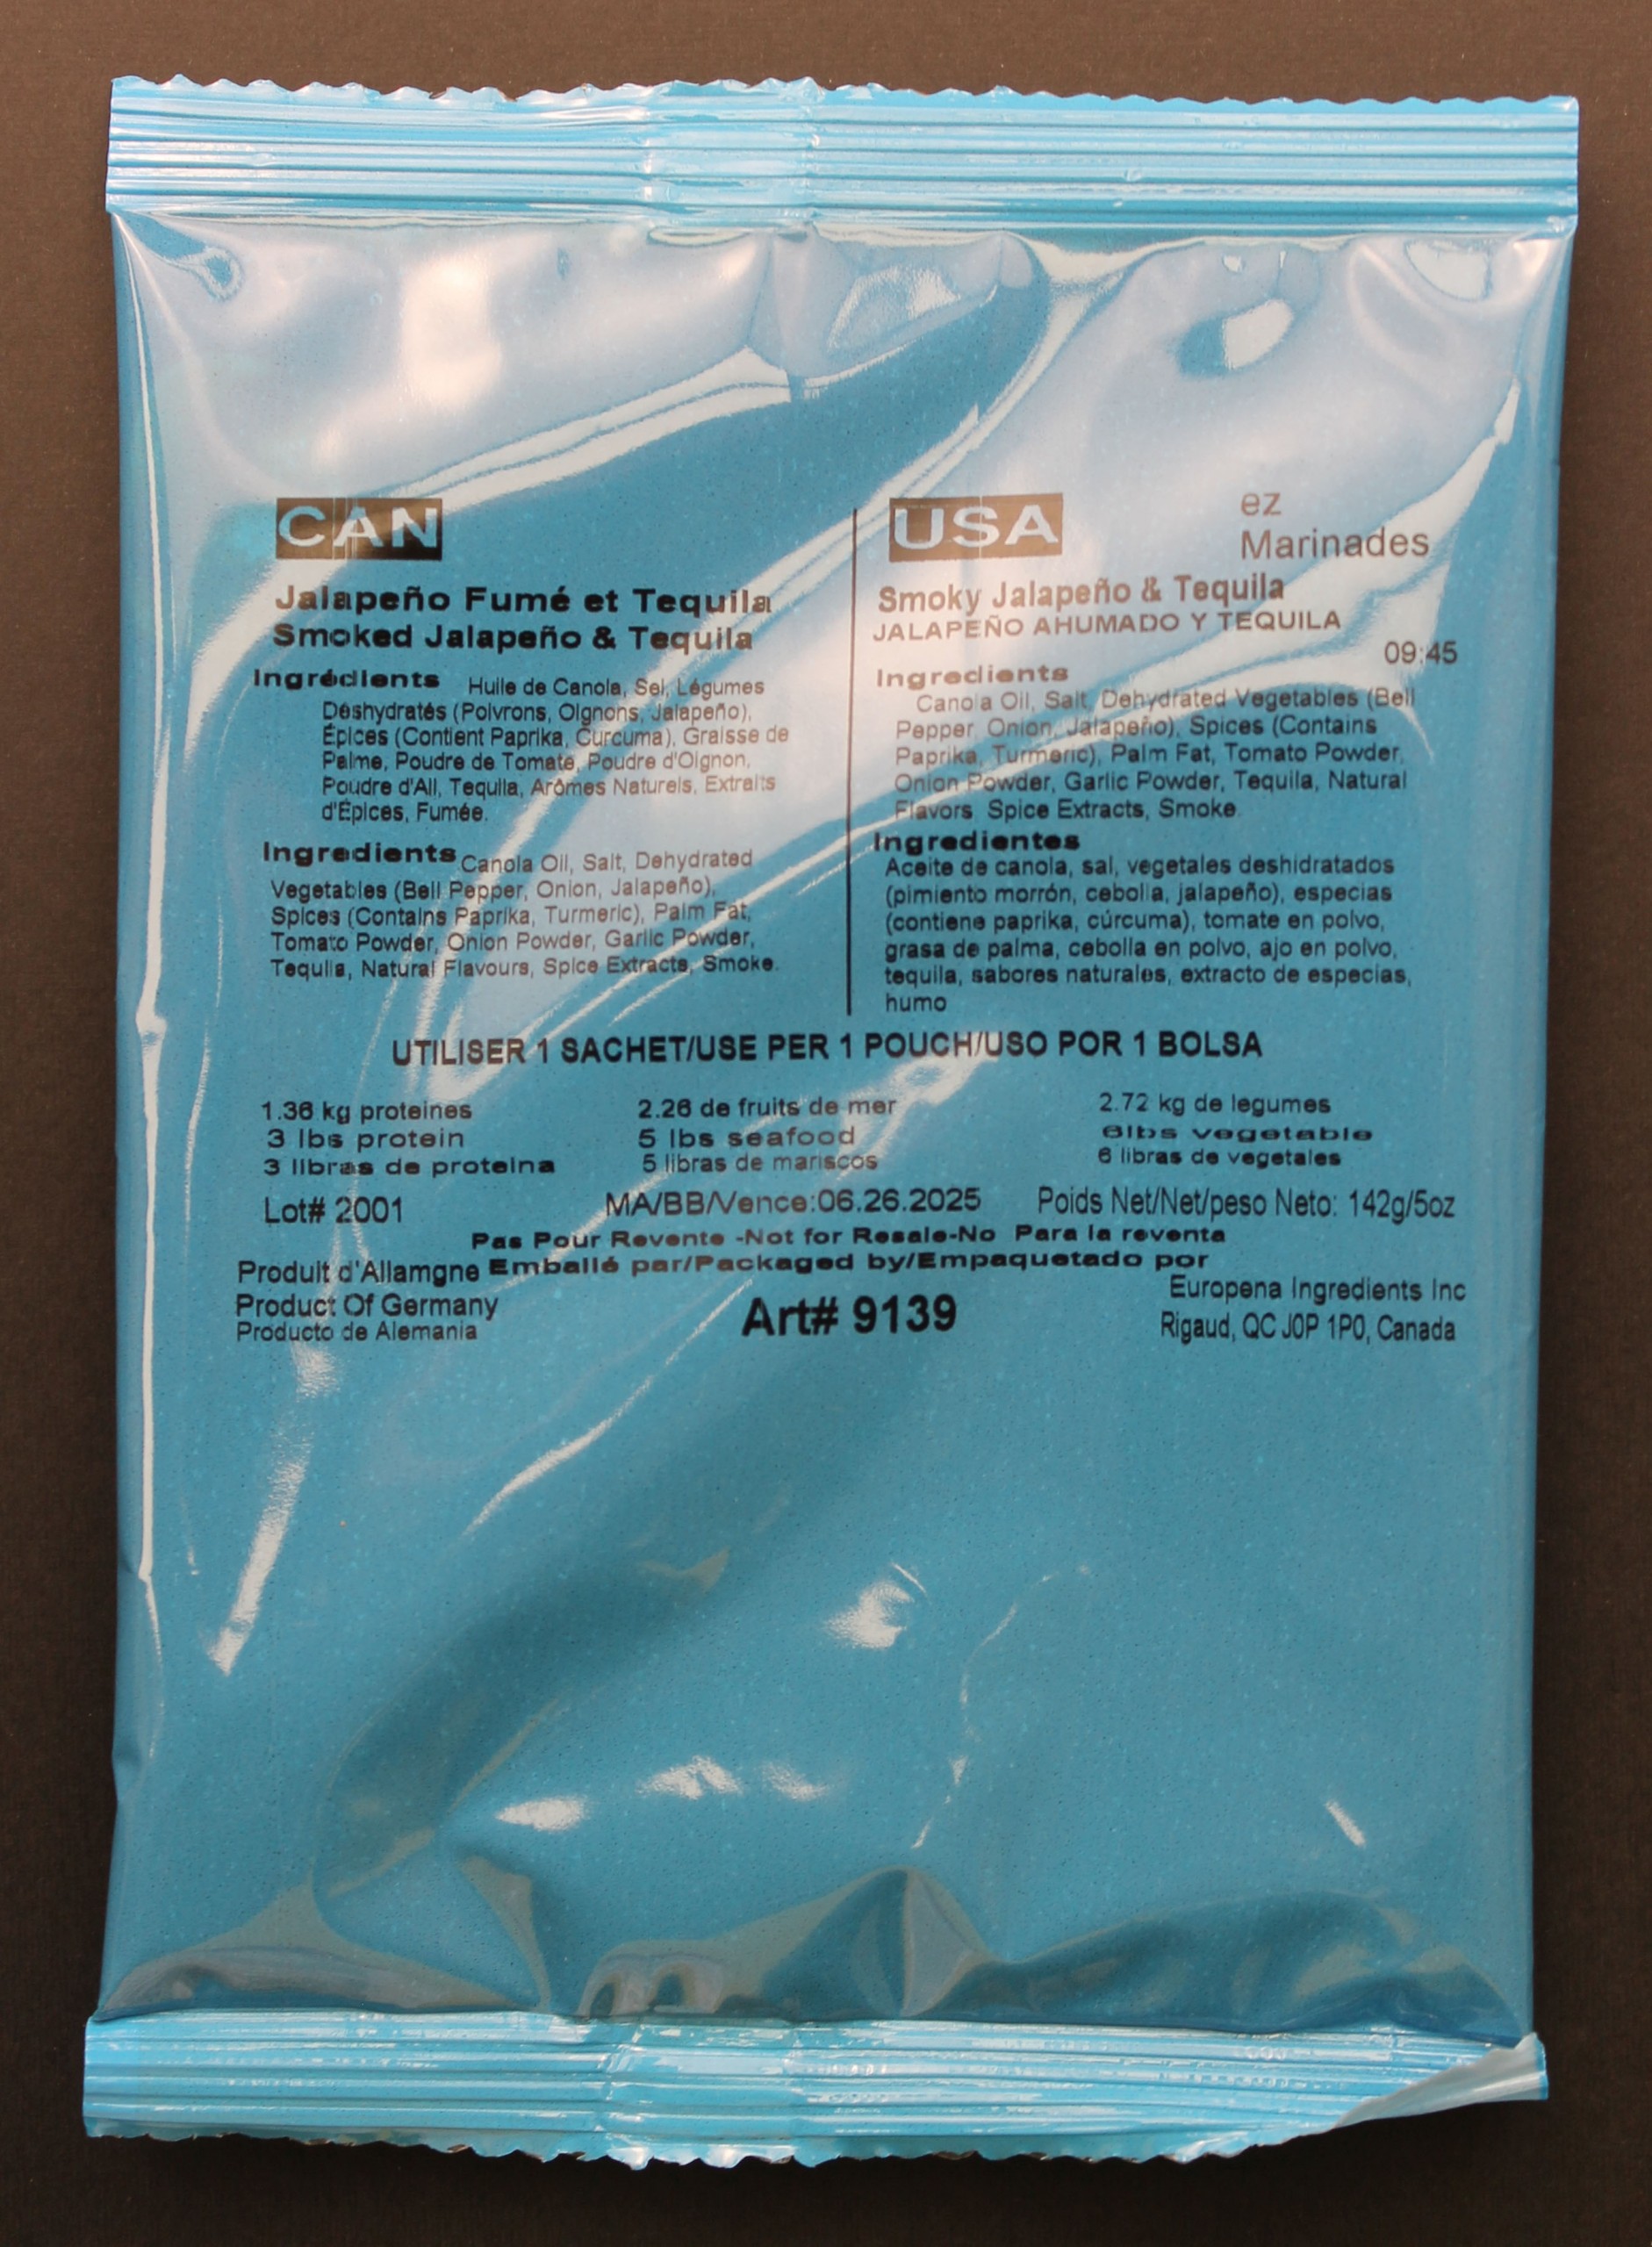 CAN
Jalapeño Fumé et Tequila
Smoked Jalapeño & Tequila
Ingrédients Huile de Canola, Sel, Légumes
Déshydratés (Poivrons, Oignons, Jalapeño),
Épices (Contient Paprika, Curcuma), Graisse de
Palme, Poudre de Tomate, Poudre d'Oignon,
Poudre d'Ail, Tequila, Arômes Naturels, Extraits
d'Épices, Fumée.
Ingredients Canola Oil, Salt, Dehydrated
Vegetables (Bell Pepper, Onion, Jalapeño),
Spices (Contains Paprika, Turmeric), Palm Fat,
Tomato Powder, Onion Powder, Garlic Powder,
Tequila, Natural Flavours, Spice Extracts, Smoke.
USA
ez
Marinades
Smoky Jalapeño & Tequila
JALAPEÑO AHUMADO Y TEQUILA
09:45
Ingredients
Canola Oil, Salt, Dehydrated Vegetables (Bell
Pepper, Onion, Jalapeño), Spices (Contains
Paprika, Turmeric), Palm Fat, Tomato Powder,
Onion Powder, Garlic Powder, Tequila, Natural
Flavors, Spice Extracts, Smoke.
Ingredientes
Aceite de canola, sal, vegetales deshidratados
(pimiento morrón, cebolla, jalapeño), especias
(contiene paprika, cúrcuma), tomate en polvo,
grasa de palma, cebolla en polvo, ajo en polvo,
tequila, sabores naturales, extracto de especias,
humo
UTILISER 1 SACHET/USE PER 1 POUCH/USO POR 1 BOLSA
1.36 kg proteines
3 lbs protein
3 libras de proteina
2.26 de fruits de mer
5 lbs seafood
5 libras de mariscos
2.72 kg de legumes
6lbs vegetable
6 libras de vegetales
Lot# 2001 MA/BB/Vence:06.26.2025 Poids Net/Net/peso Neto: 142g/5oz
Pas Pour Revente -Not for Resale-No Para la reventa
Produit d'Allamgne Emballé par/Packaged by/Empaquetado por
Product Of Germany
Producto de Alemania
Art# 9139
Europena Ingredients Inc
Rigaud, QC J0P 1P0, Canada